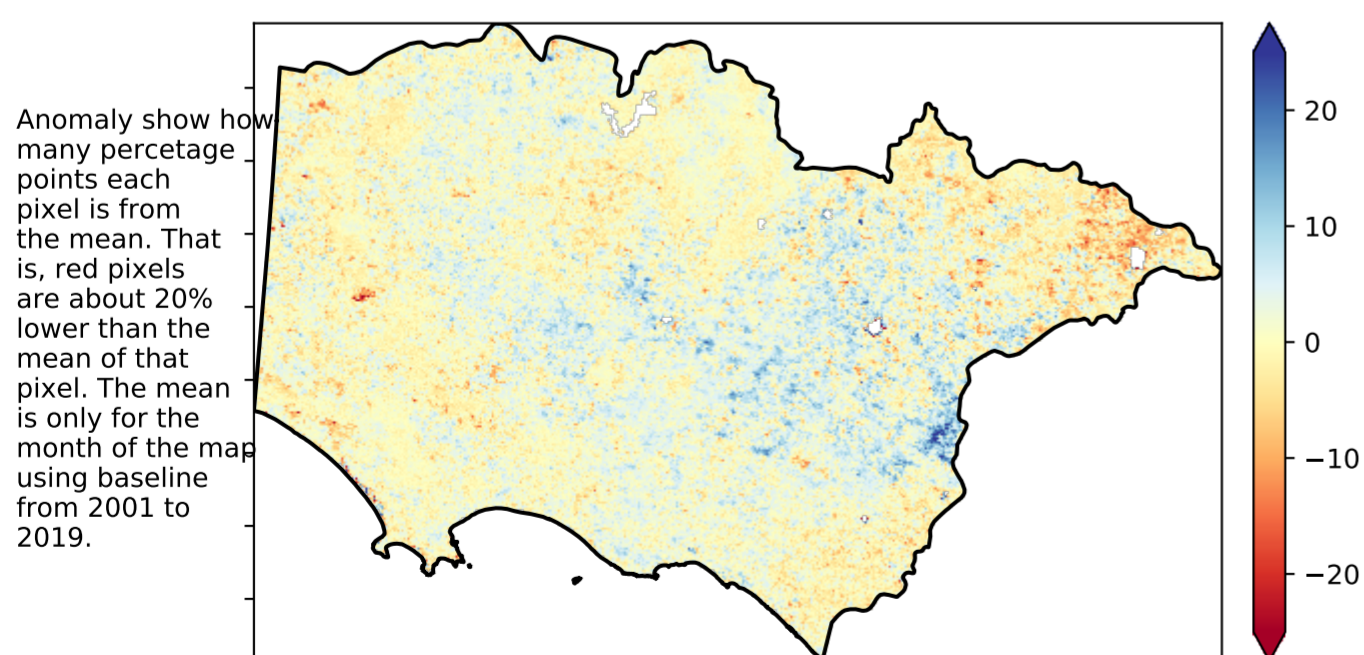 Anomaly show how
many percetage
points each
pixel is from
the mean. That
is, red pixels
are about 20%
lower than the
mean of that
pixel. The mean
is only for the
month of the map
using baseline
from 2001 to
2019.
20
10
0
−10
−20